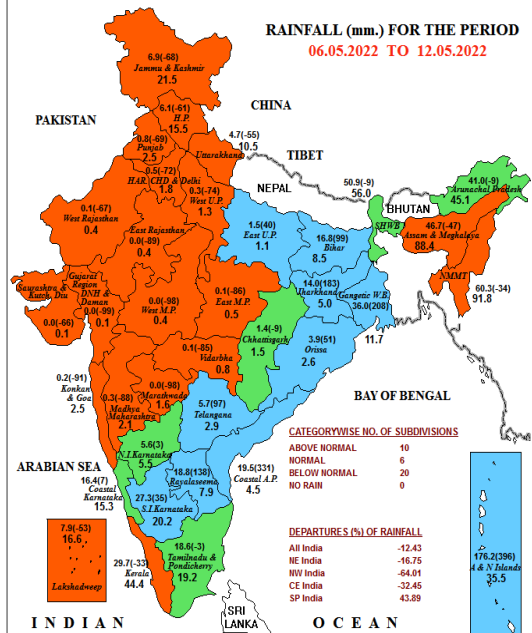 RAINFALL (mm.) FOR THE PERIOD
06.05.2022 TO 12.05.2022
6.9(-68)
Jammu & Kashmir
21.5
CHINA
6.1(-61)
H.P.
15.5
PAKISTAN
0.8(-69)
Punjab
2.5
4.7(-55)
10.5
Uttarakhand
TIBET
0.5(-72)
HAR. CHD & Delhi
1.8
NEPAL
50.9(-9)
56.0
41.0(-9)
Arunachal Pradesh
45.1
0.3(-74)
West U.P.
1.3
0.1(-67)
West Rajasthan
0.4
BHUTAN
East Rajasthan
0.0(-89)
0.4
1.5(40)
East U.P.
1.1
16.8(99)
Bihar
8.5
SHWB
46.7(-47)
Assam & Meghalaya
88.4
Saurashtra &
Kutch, Diu
Gujarat
Region
DNH &
Daman
0.0(-99)
0.1
0.0(-98)
West M.P.
0.4
0.1(-86)
East M.P.
0.5
14.0(183)
Jharkhand
5.0
Gangetic W.B.
36.0(208)
11.7
NMMT
60.3(-34)
91.8
0.0(-66)
0.1
1.4(-9)
Chhattisgarh
1.5
3.9(51)
Orissa
2.6
0.1(-85)
Vidarbha
0.8
0.2(-91)
Konkan
& Goa
2.5
0.0(-98)
Marathwada
1.6
0.3(-88)
Madhya
Maharashtra
2.1
5.7(97)
Telangana
2.9
BAY OF BENGAL
5.6(3)
N.I.Karnataka
5.5
CATEGORYWISE NO. OF SUBDIVISIONS
ABOVE NORMAL 10
NORMAL 6
BELOW NORMAL 20
NO RAIN 0
ARABIAN SEA
16.4(7)
Coastal
Karnataka
15.3
18.8(138)
Rayalaseema
7.9
19.5(331)
Coastal A.P.
4.5
27.3(35)
S.I.Karnataka
20.2
7.9(-53)
16.6
Lakshadweep
DEPARTURES (%) OF RAINFALL
All India -12.43
NE India -16.75
NW India -64.01
CE India -32.45
SP India 43.89
18.6(-3)
Tamilnadu &
Pondicherry
19.2
29.7(-33)
Kerala
44.4
176.2(396)
A & N Islands
35.5
SRI
LANKA
INDIAN OCEAN